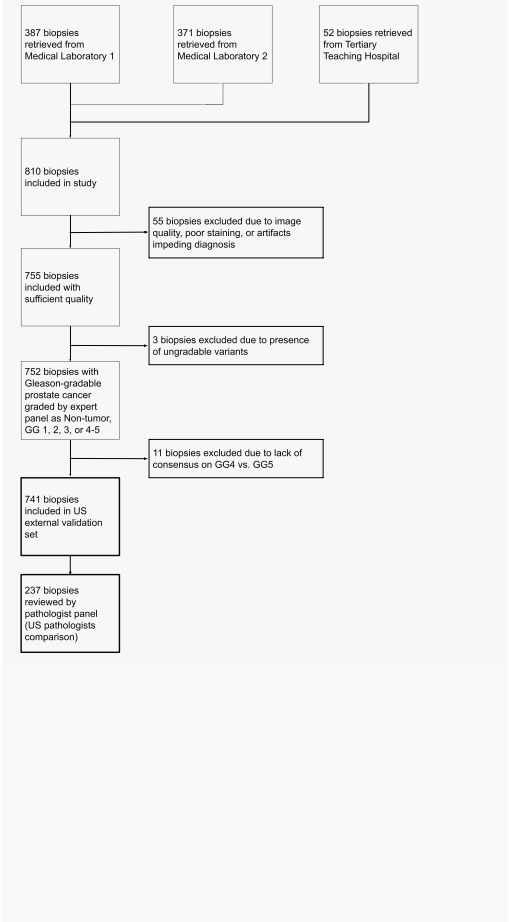 387 biopsies
retrieved from
Medical Laboratory 1
371 biopsies
retrieved from
Medical Laboratory 2
52 biopsies retrieved
from Tertiary
Teaching Hospital
810 biopsies
included in study
55 biopsies excluded due to image
quality, poor staining, or artifacts
impeding diagnosis
755 biopsies
included with
sufficient quality
3 biopsies excluded due to presence
of ungradable variants
752 biopsies with
Gleason-gradable
prostate cancer
graded by expert
panel as Non-tumor,
GG 1, 2, 3, or 4-5
11 biopsies excluded due to lack of
consensus on GG4 vs. GG5
741 biopsies
included in US
external validation
set
237 biopsies
reviewed by
pathologist panel
(US pathologists
comparison)